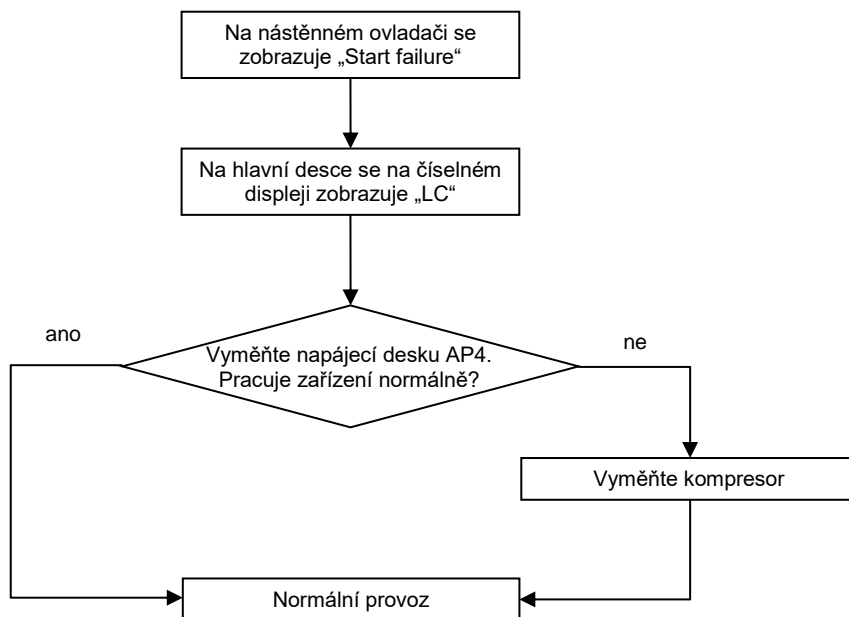 Na nástěnném ovladači se
zobrazuje „Start failure“
Na hlavní desce se na číselném
displeji zobrazuje „LC“
ano
ne
Vyměňte napájecí desku AP4.
Pracuje zařízení normálně?
Vyměňte kompresor
Normální provoz